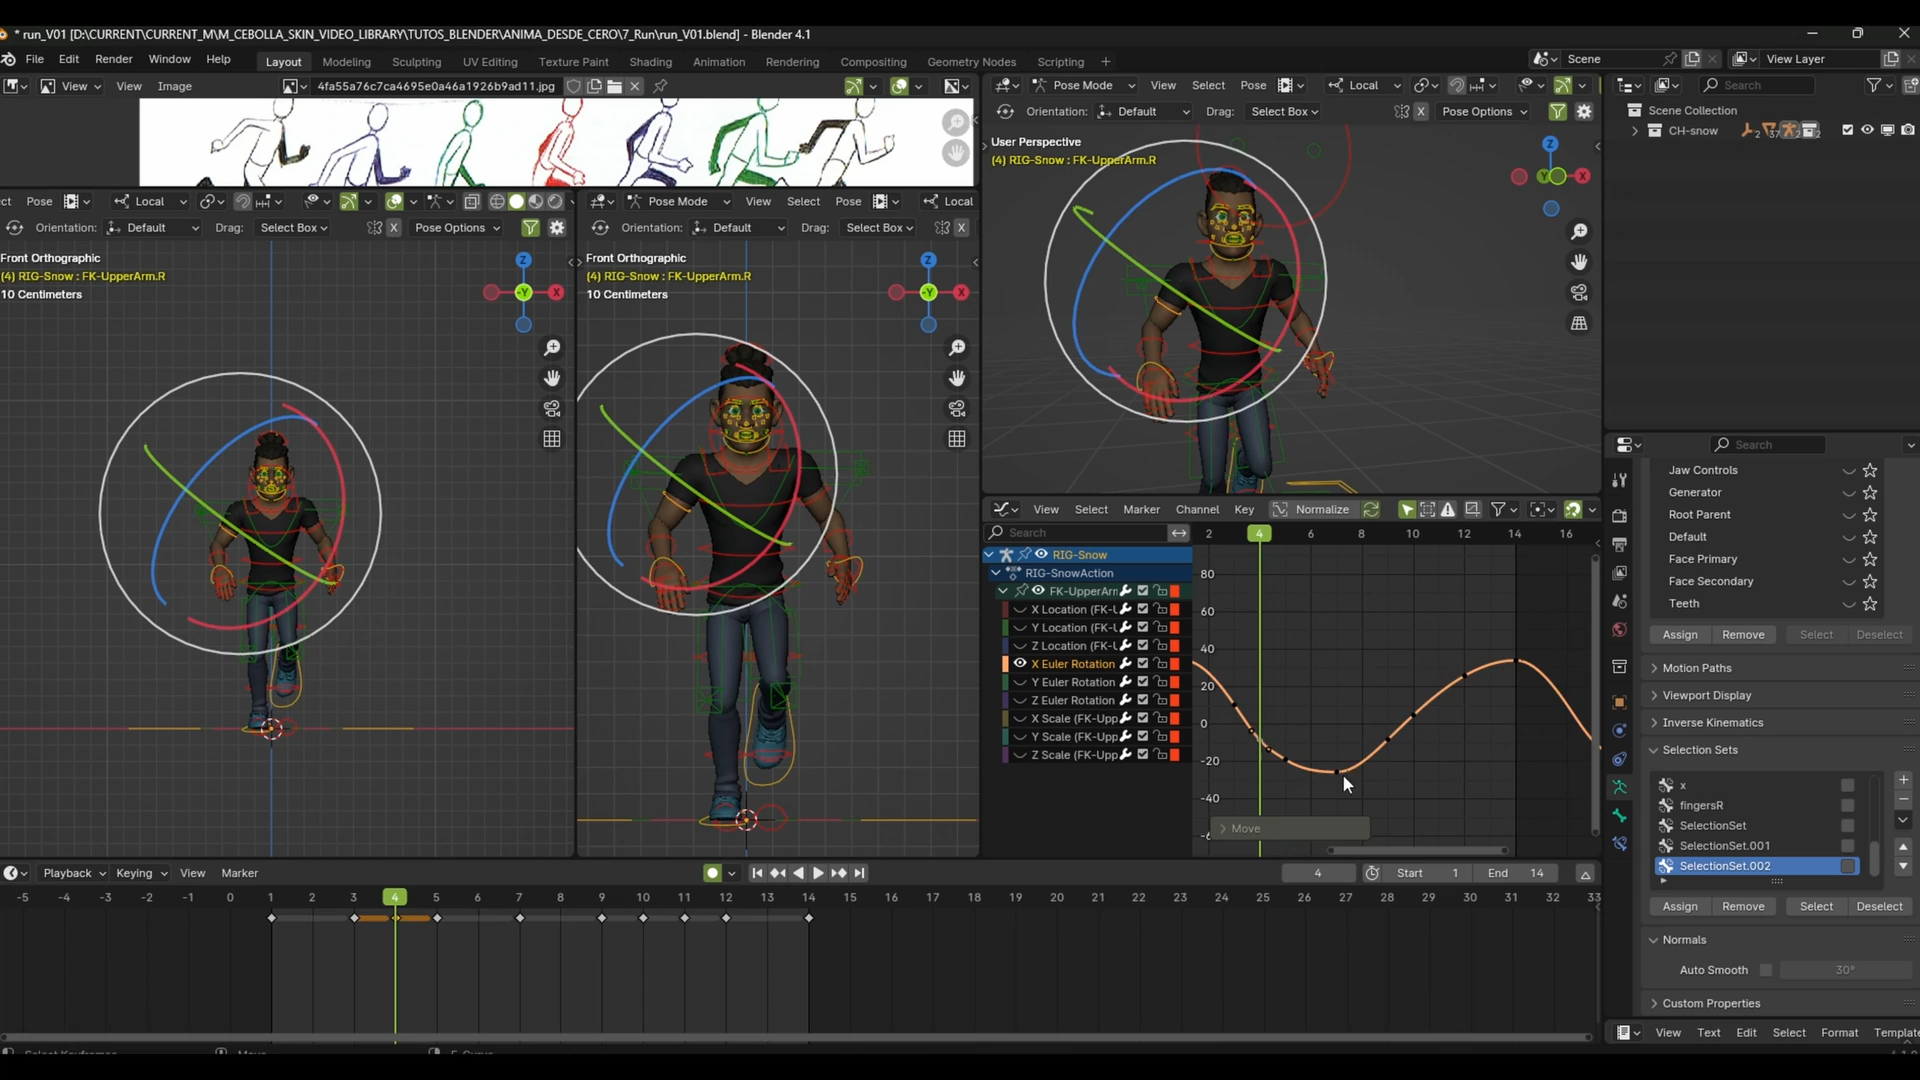 * run_V01 [D:\CURRENT\CURRENT_M\M_CEBOLLA_SKIN_VIDEO_LIBRARY\TUTOS_BLENDER\ANIMA_DESDE_CERO\7_Run\run_V01.blend] - Blender 4.1
File Edit Render Window Help Layout Modeling Sculpting UV Editing Texture Paint Shading Animation Rendering Compositing Geometry Nodes Scripting + Scene View Layer
View View Image 4fa55a76c7ca4695e0a46a1926b9ad11.jpg
Pose Mode View Select Pose Local
Orientation: Default Drag: Select Box X Pose Options
User Perspective
(4) RIG-Snow : FK-UpperArm.R
Z
Y
X
Search
Scene Collection
CH-snow
ct Pose Local
Orientation: Default Drag: Select Box X Pose Options
Front Orthographic
(4) RIG-Snow : FK-UpperArm.R
10 Centimeters
Z
-Y
X
Pose Mode View Select Pose Local
Orientation: Default Drag: Select Box X
Front Orthographic
(4) RIG-Snow : FK-UpperArm.R
10 Centimeters
Z
-Y
X
View Select Marker Channel Key Normalize
Search
2 4 6 8 10 12 14 16
RIG-Snow
RIG-SnowAction
FK-UpperArr
X Location (FK-U
Y Location (FK-U
Z Location (FK-U
X Euler Rotation
Y Euler Rotation
Z Euler Rotation
X Scale (FK-Upp
Y Scale (FK-Upp
Z Scale (FK-Upp
80
60
40
20
0
-20
-40
Move
Search
Jaw Controls
Generator
Root Parent
Default
Face Primary
Face Secondary
Teeth
Assign Remove Select Deselect
Motion Paths
Viewport Display
Inverse Kinematics
Selection Sets
x
fingersR
SelectionSet
SelectionSet.001
SelectionSet.002
Assign Remove Select Deselect
Normals
Auto Smooth 30°
Custom Properties
View Text Edit Select Format Templat
Playback Keying View Marker 4 Start 1 End 14
-5 -4 -3 -2 -1 0 1 2 3 4 5 6 7 8 9 10 11 12 13 14 15 16 17 18 19 20 21 22 23 24 25 26 27 28 29 30 31 32 33